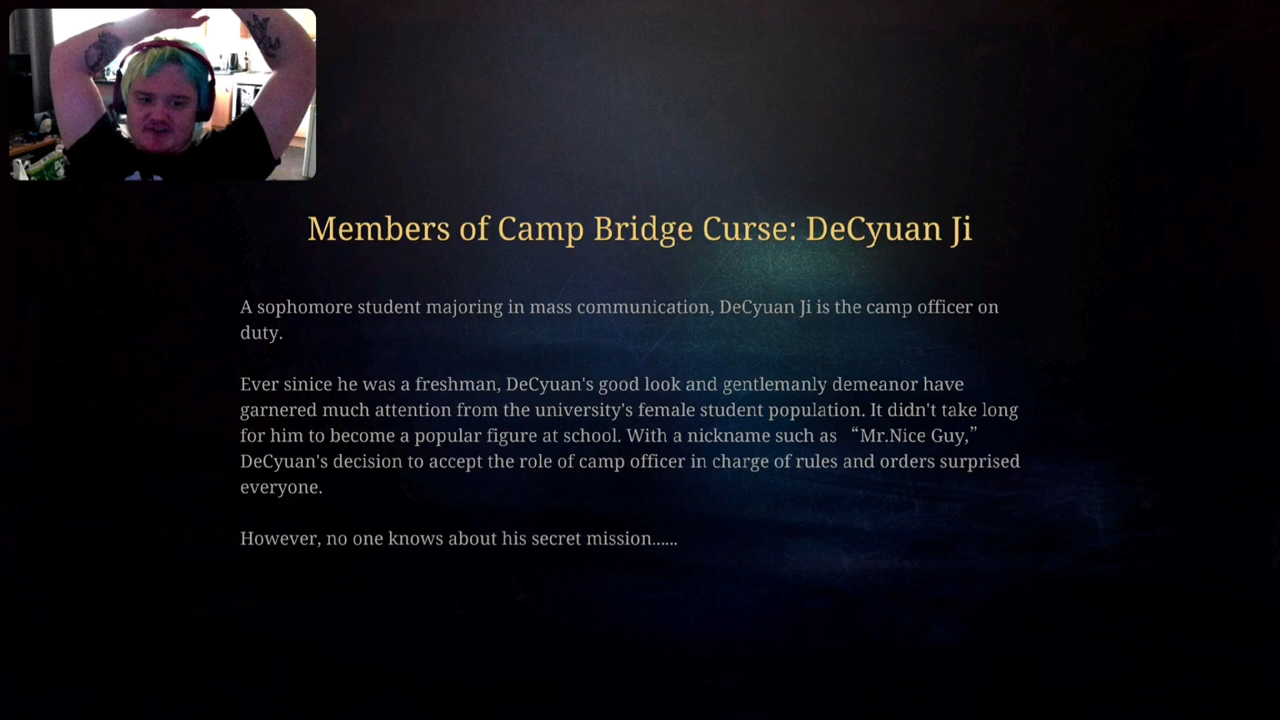 Members of Camp Bridge Curse: DeCyuan Ji
A sophomore student majoring in mass communication, DeCyuan Ji is the camp officer on
duty.
Ever sinice he was a freshman, DeCyuan's good look and gentlemanly demeanor have
garnered much attention from the university's female student population. It didn't take long
for him to become a popular figure at school. With a nickname such as “Mr.Nice Guy,”
DeCyuan's decision to accept the role of camp officer in charge of rules and orders surprised
everyone.
However, no one knows about his secret mission......